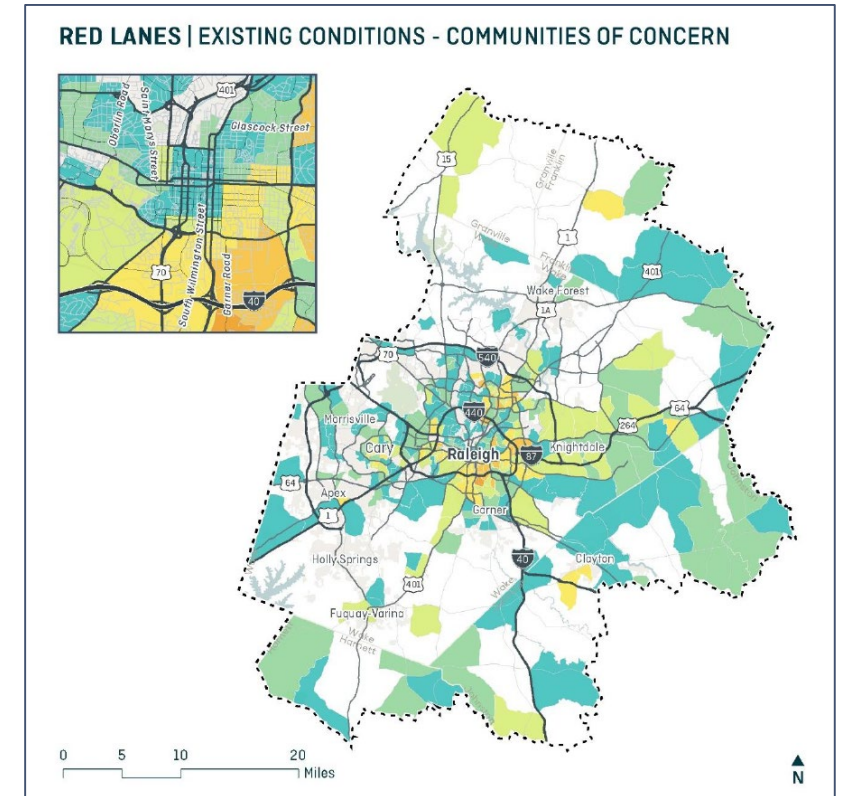 RED LANES | EXISTING CONDITIONS - COMMUNITIES OF CONCERN
401
Oberlin Road
Saint Marys Street
Glascock Street
South Wilmington Street
Garner Road
70
40
15
Granville
Franklin
Granville
1
Franklin
Wake
401
Wake Forest
1A
70
540
Morrisville
440
64
264
Cary
Raleigh
87
Knightdale
64
Apex
1
Garner
Holly Springs
40
Clayton
401
Wake
Fuquay-Varina
Wake
Harnett
0 5 10 20
Miles
N